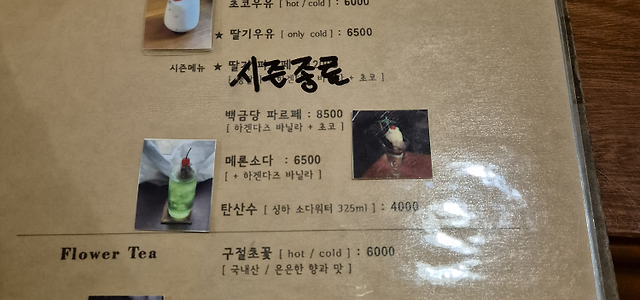 초코우유 [ hot / cold ] : 6000
★ 딸기우유 [ only cold ] : 6500
시즌메뉴 ★ 시즌종료
+ 초코 ]
백금당 파르페 : 8500
[ 하겐다즈 바닐라 + 초코 ]
메론소다 : 6500
[ + 하겐다즈 바닐라 ]
탄산수 [ 싱하 소다워터 325ml ] : 4000
Flower Tea
구절초꽃 [ hot / cold ] : 6000
[ 국내산 / 은은한 향과 맛 ]